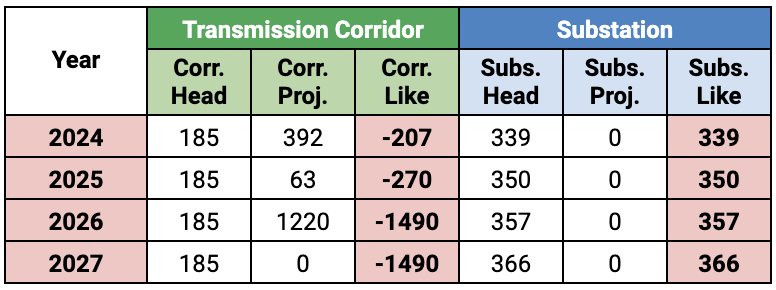 Year Transmission Corridor Substation
Corr. Head Corr. Proj. Corr. Like Subs. Head Subs. Proj. Subs. Like
2024 185 392 -207 339 0 339
2025 185 63 -270 350 0 350
2026 185 1220 -1490 357 0 357
2027 185 0 -1490 366 0 366